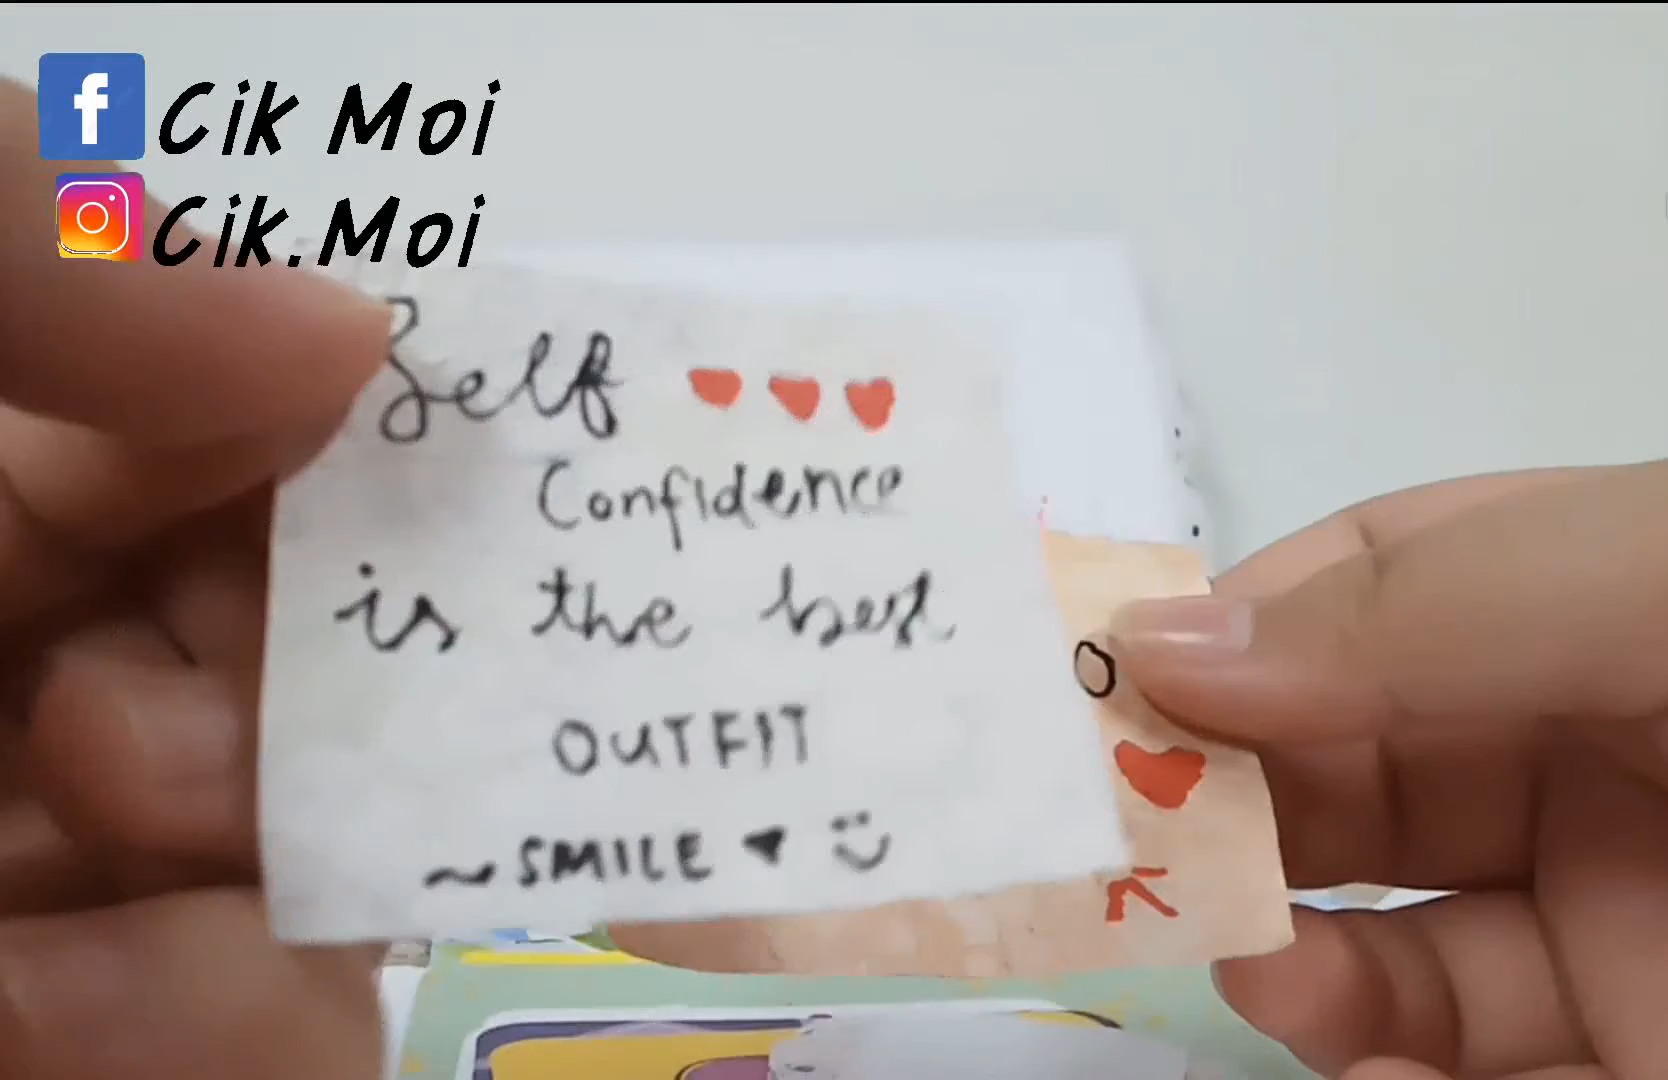 Cik Moi
Cik.Moi
Self
Confidence
is the best
OUTFIT
~SMILE ♥ :)